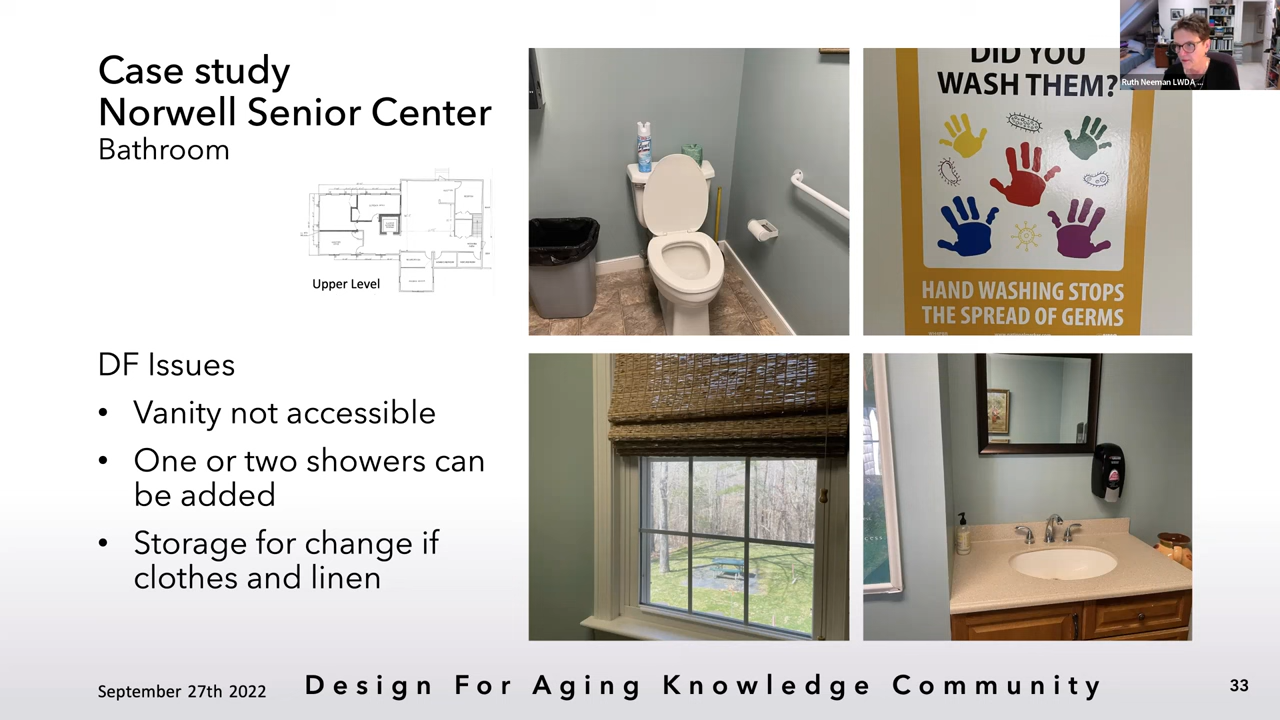 Case study
Norwell Senior Center
Bathroom
Upper Level
DF Issues
• Vanity not accessible
• One or two showers can
be added
• Storage for change if
clothes and linen
DID YOU
WASH THEM?
HAND WASHING STOPS
THE SPREAD OF GERMS
Ruth Neeman LWDA ...
September 27th 2022
Design For Aging Knowledge Community
33